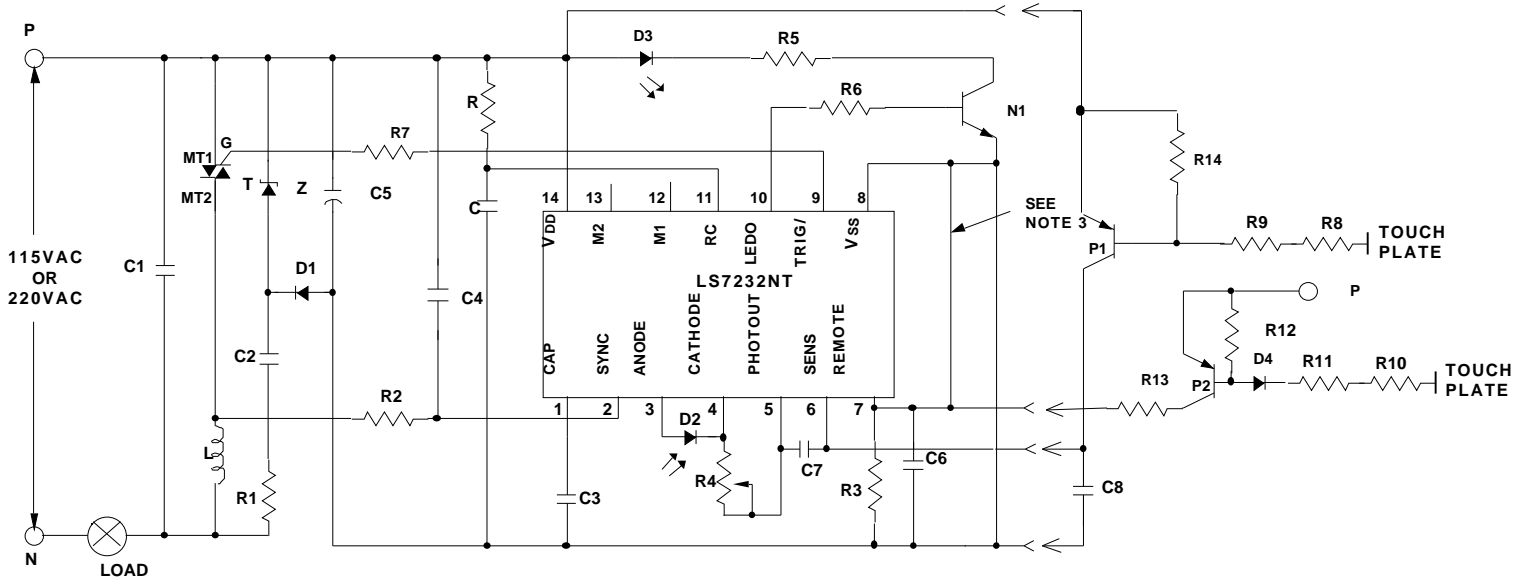 P
D3
R5
R
R6
N1
R7
G
MT1
MT2
T
Z
C5
R14
C
14
13
12
11
10
9
8
VDD
M2
M1
RC
LEDO
TRIG/
VSS
SEE
NOTE 3
P1
R9
R8
TOUCH
PLATE
115VAC
OR
220VAC
C1
D1
C4
LS7232NT
P
C2
CAP
SYNC
ANODE
CATHODE
PHOTOUT
SENS
REMOTE
R12
D4
R11
R10
TOUCH
PLATE
R2
R13
P2
1
2
3
4
5
6
7
D2
L
R1
R4
C7
C6
R3
C3
C8
N
LOAD